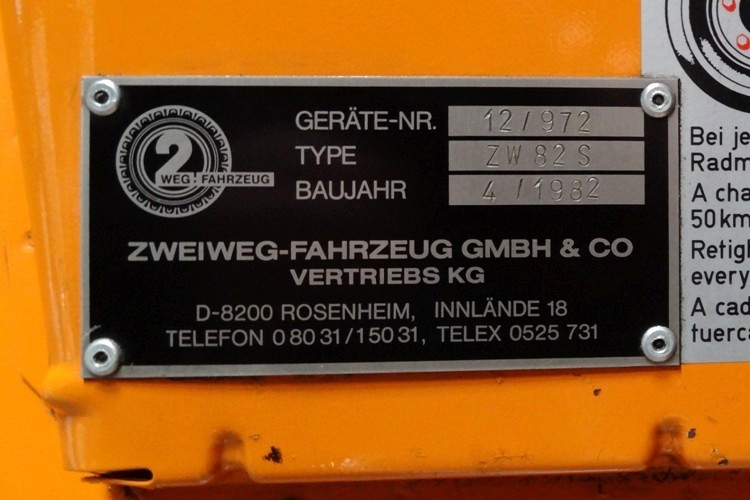 2
WEG! FAHRZEUG
GERÄTE-NR. 12/972
TYPE ZW 82 S
BAUJAHR 4/1982
ZWEIWEG-FAHRZEUG GMBH & CO
VERTRIEBS KG
D-8200 ROSENHEIM, INNLÄNDE 18
TELEFON 0 80 31/150 31, TELEX 0525 731
Bei
Radm
A cha
50km
Retigh
every
A cad
tuerca